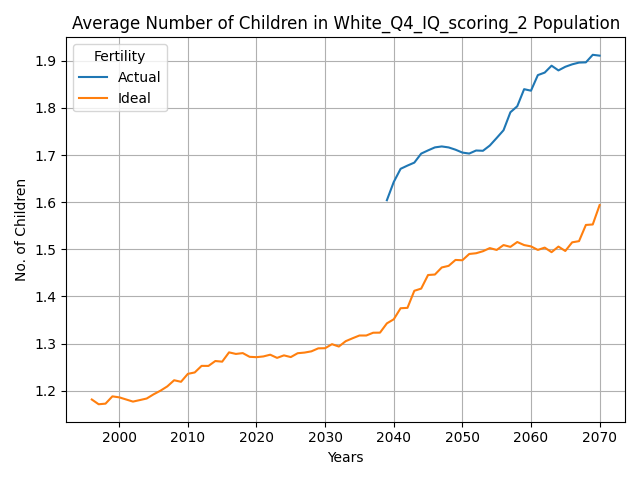 Average Number of Children in White_Q4_IQ_scoring_2 Population
Fertility
Actual
Ideal
No. of Children
1.9
1.8
1.7
1.6
1.5
1.4
1.3
1.2
2000 2010 2020 2030 2040 2050 2060 2070
Years